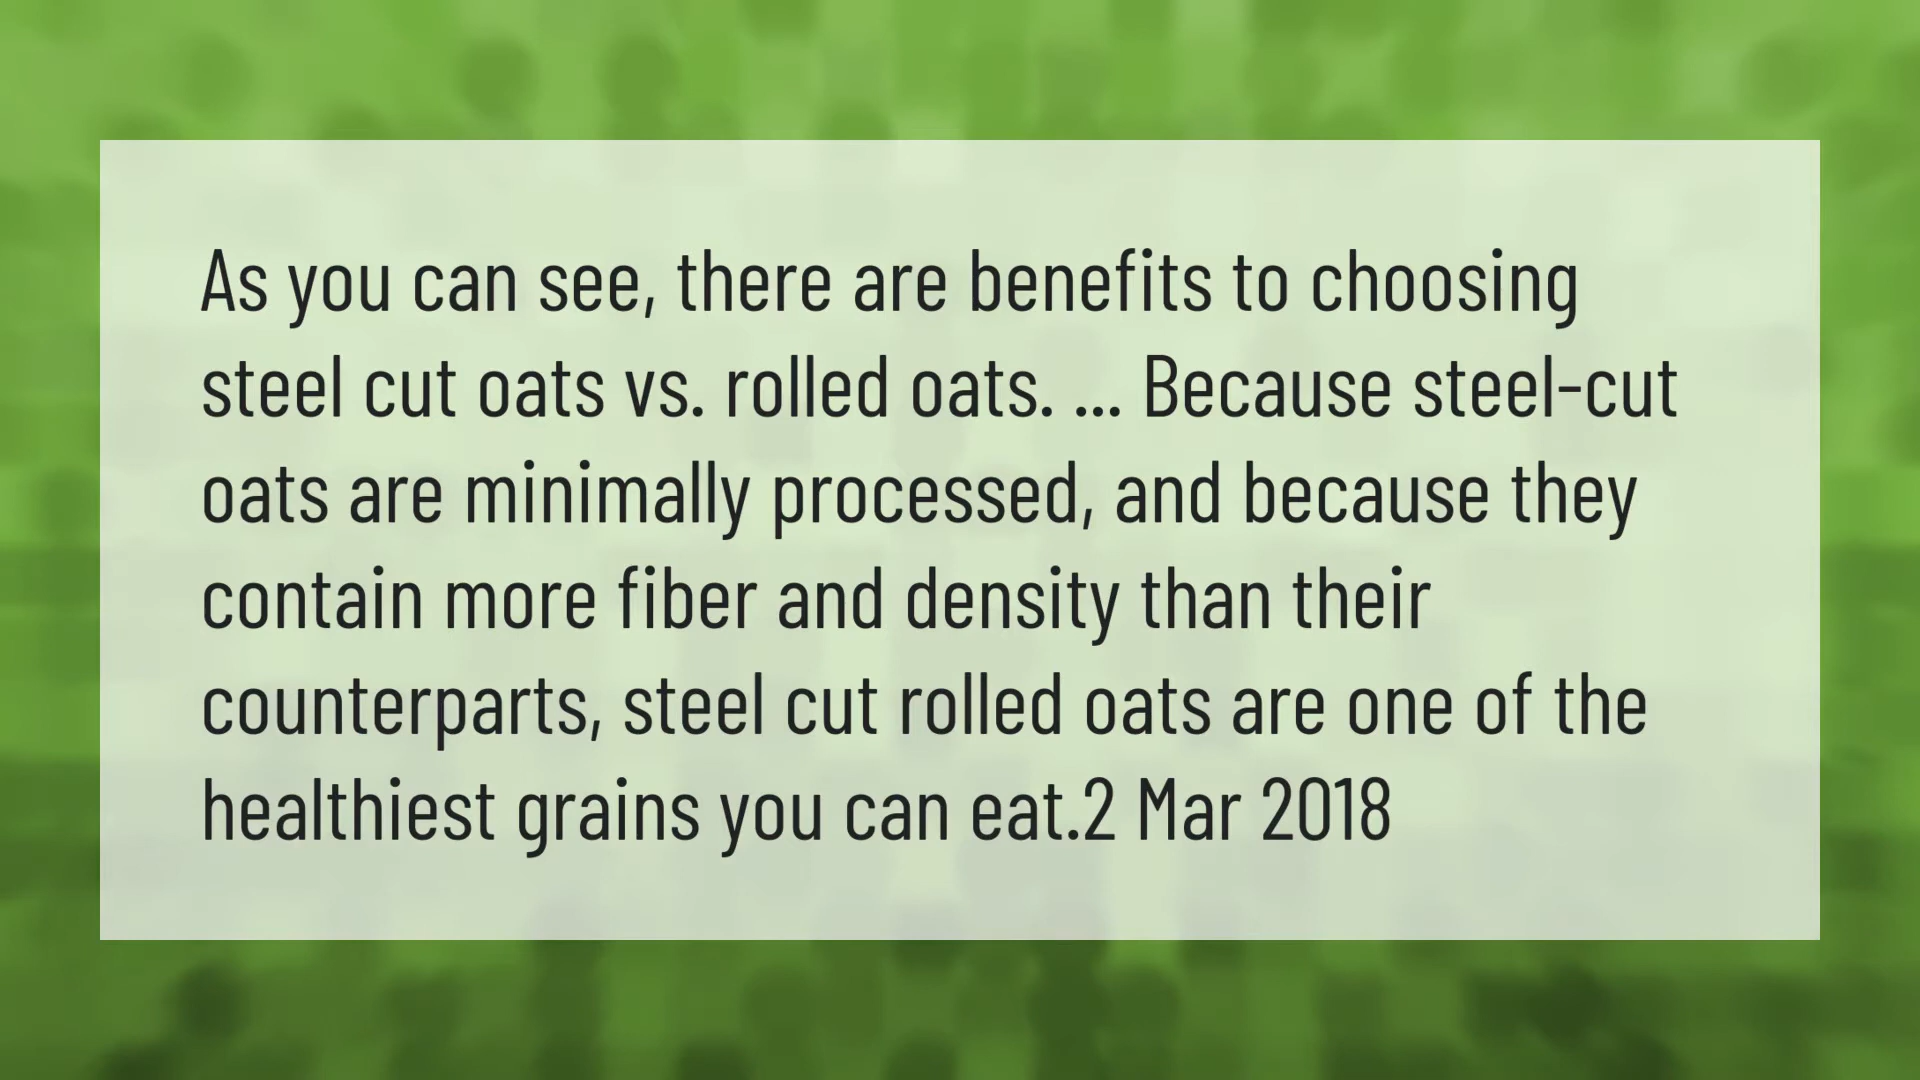 As you can see, there are benefits to choosing
steel cut oats vs. rolled oats. ... Because steel-cut
oats are minimally processed, and because they
contain more fiber and density than their
counterparts, steel cut rolled oats are one of the
healthiest grains you can eat.2 Mar 2018